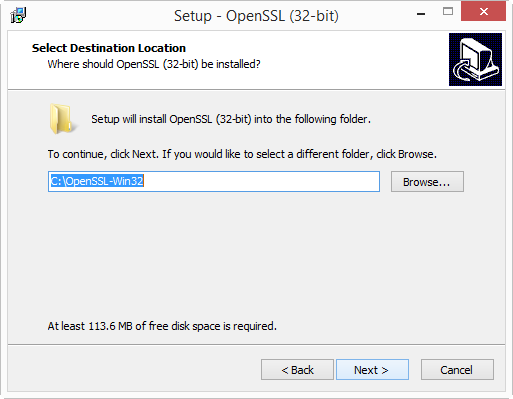 Setup - OpenSSL (32-bit)
Select Destination Location
Where should OpenSSL (32-bit) be installed?
Setup will install OpenSSL (32-bit) into the following folder.
To continue, click Next. If you would like to select a different folder, click Browse.
C:\OpenSSL-Win32
Browse...
At least 113.6 MB of free disk space is required.
< Back
Next >
Cancel